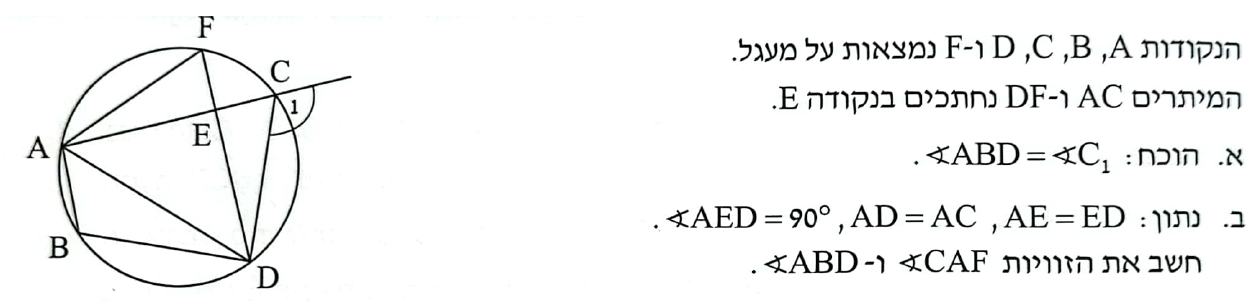 הנקודות A, B, C, D ו-F נמצאות על מעגל.
המיתרים AC ו-DF נחתכים בנקודה E.
א. הוכח: ∢ABD = ∢C₁.
ב. נתון: AE = ED, AD = AC, ∢AED = 90°.
חשב את הזוויות ∢CAF ו-∢ABD.
F
C
1
E
A
B
D